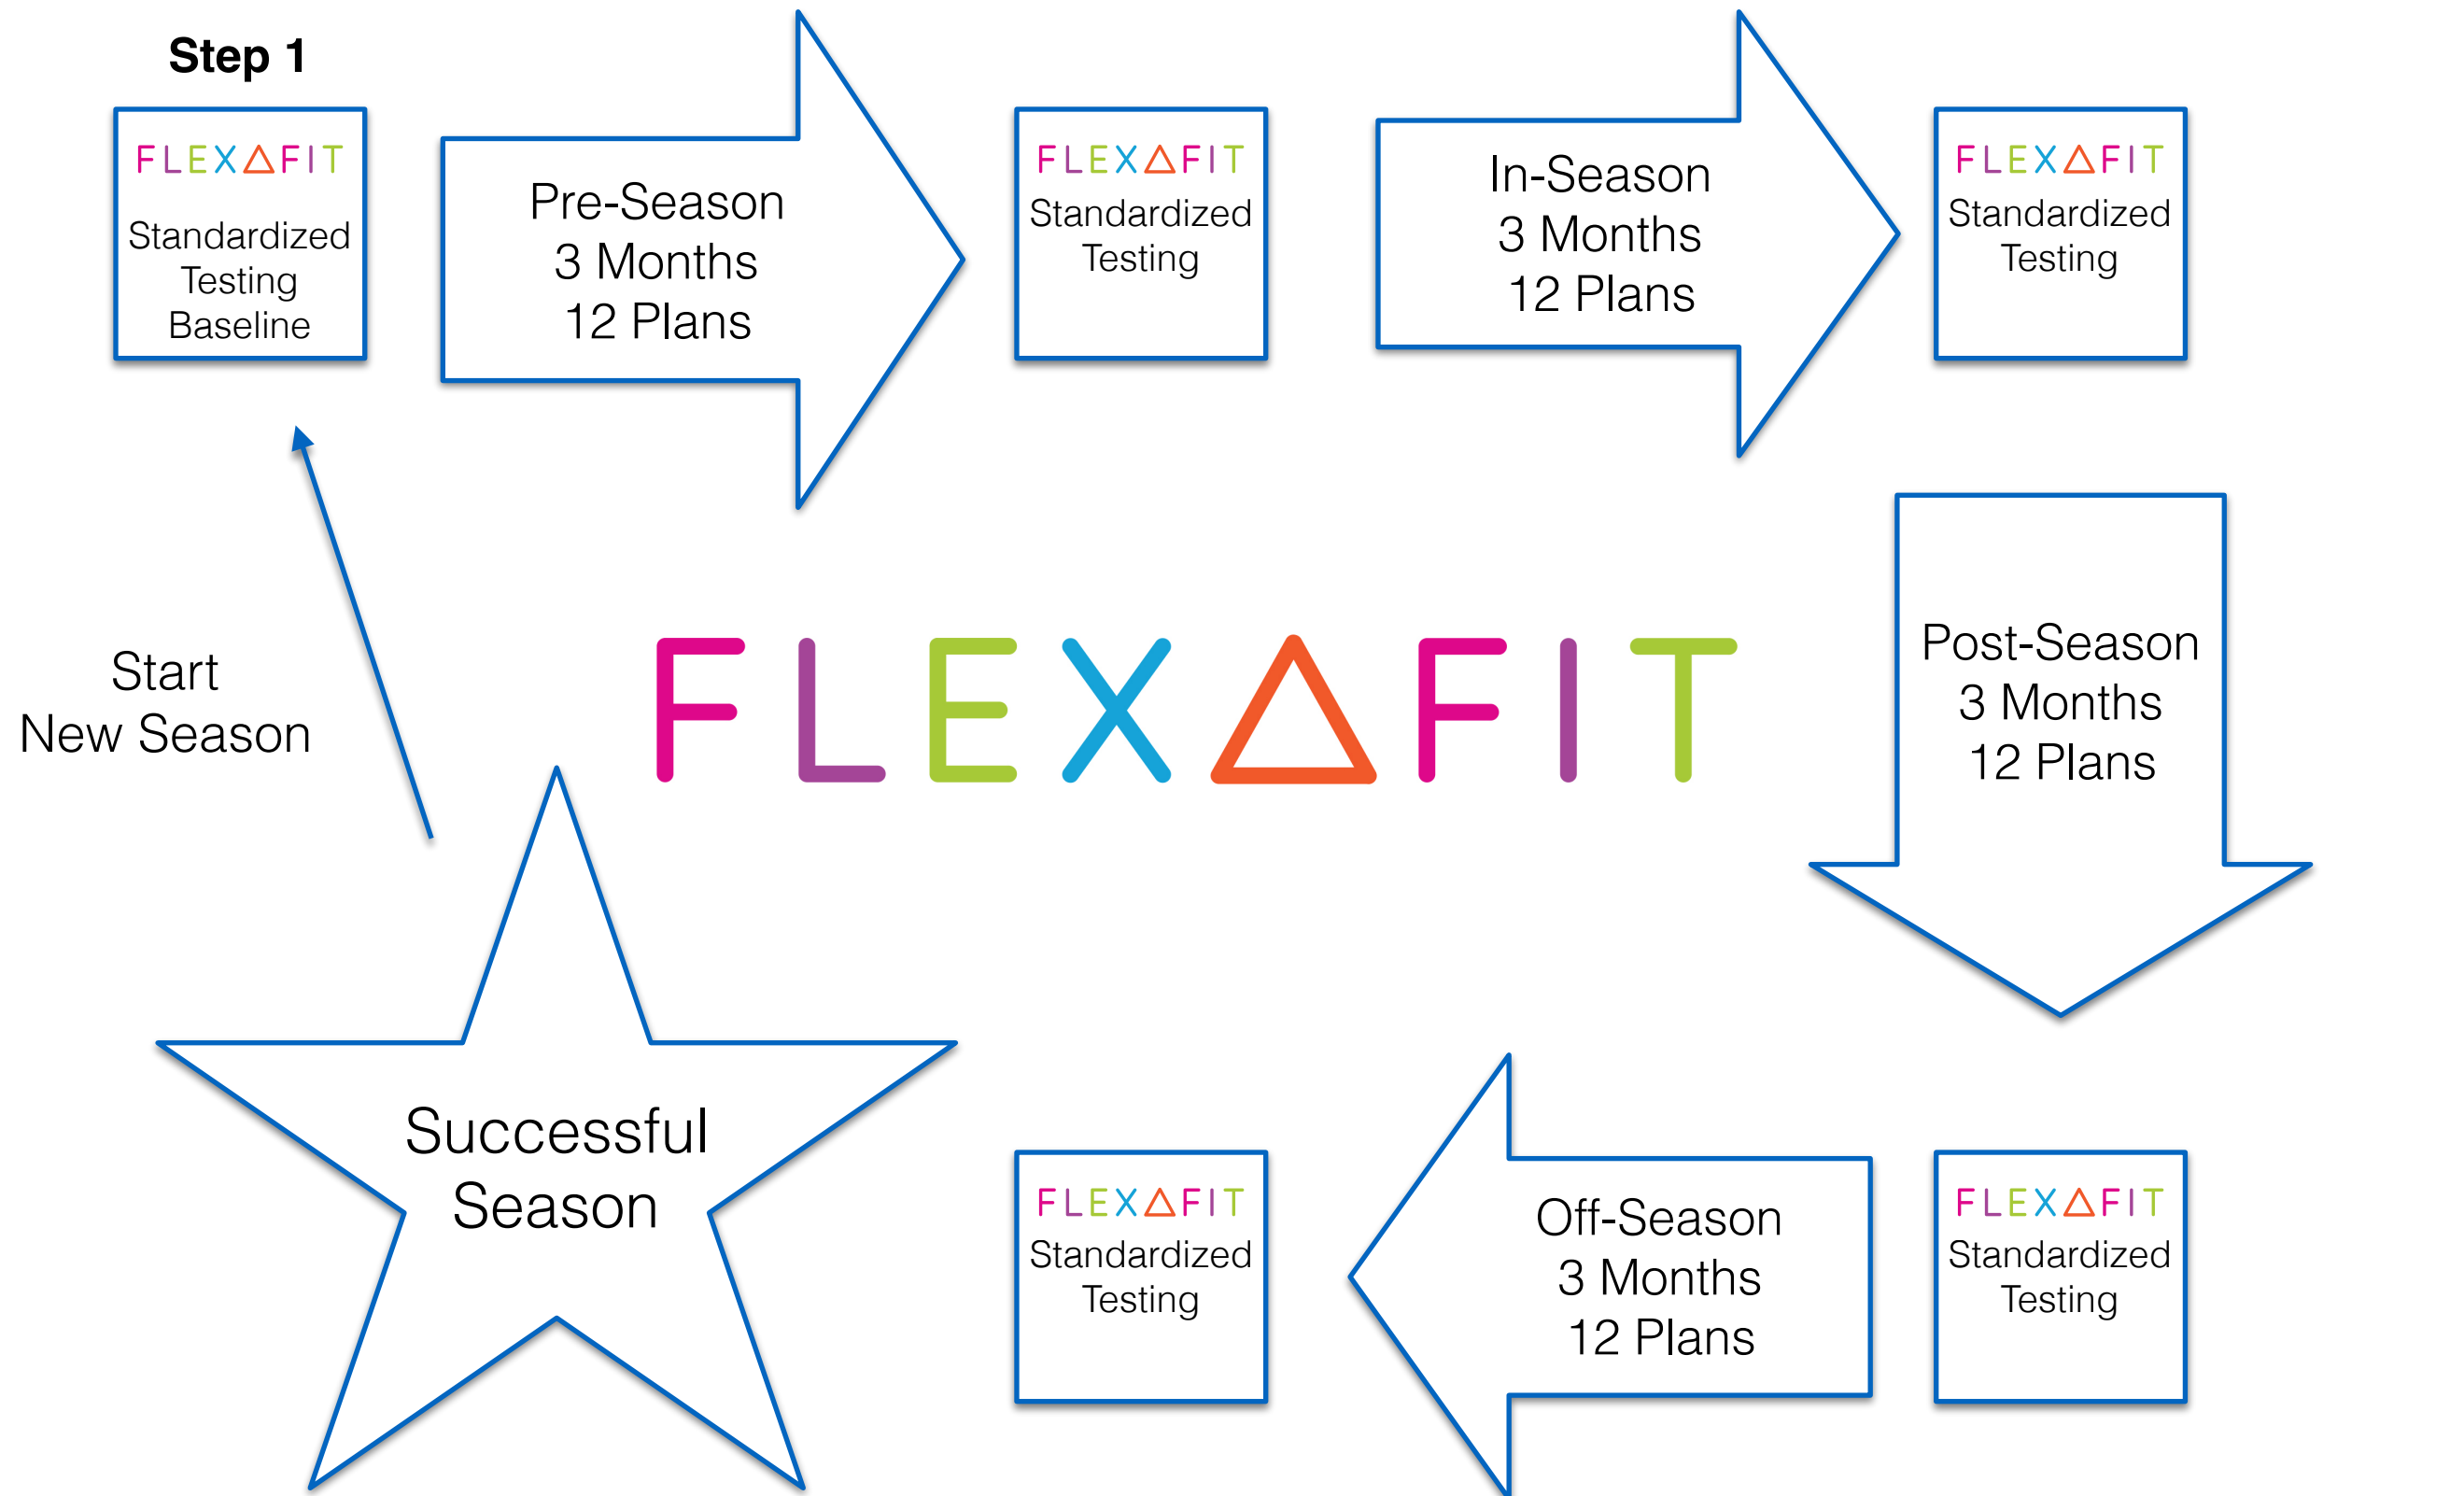 Step 1
FLEXAFIT
Standardized
Testing
Baseline
Pre-Season
3 Months
12 Plans
FLEXAFIT
Standardized
Testing
In-Season
3 Months
12 Plans
FLEXAFIT
Standardized
Testing
Post-Season
3 Months
12 Plans
FLEXAFIT
Start
New Season
FLEXAFIT
Standardized
Testing
Off-Season
3 Months
12 Plans
FLEXAFIT
Standardized
Testing
Successful
Season